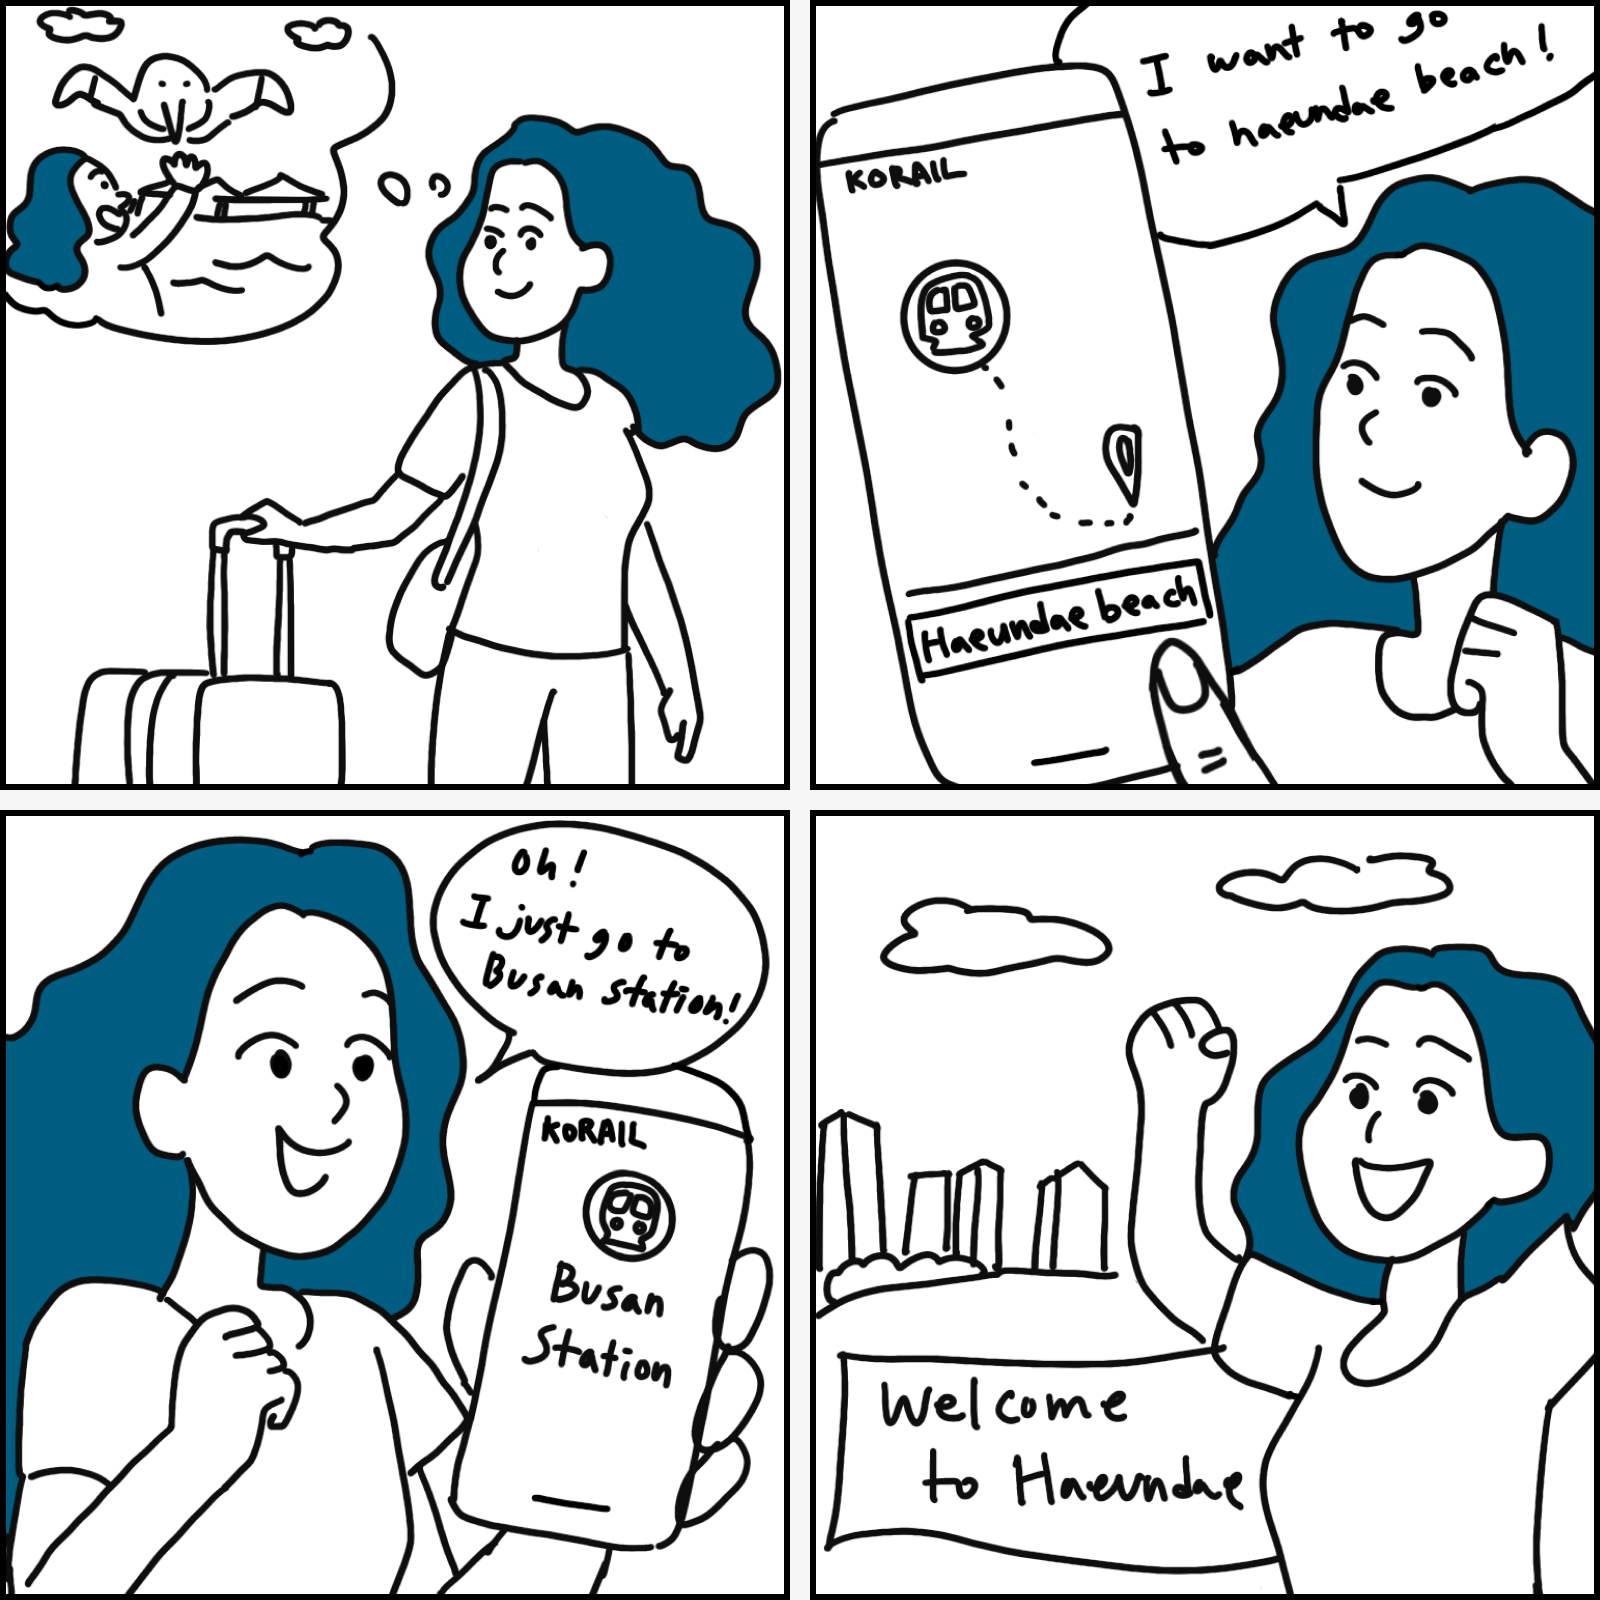 I want to go
to haeundae beach!
KORAIL
Haeundae beach
Oh!
I just go to
Busan station!
KORAIL
Busan
Station
Welcome
to Haeundae